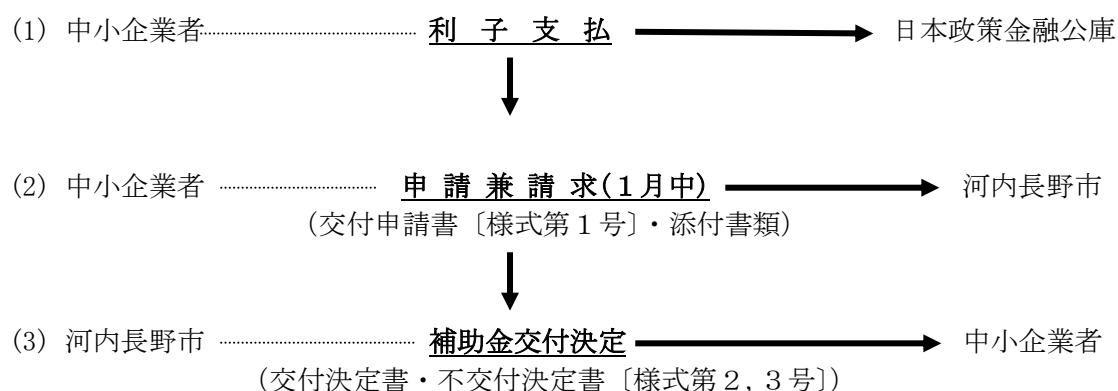 (1) 中小企業者 利 子 支 払 日本政策金融公庫
(2) 中小企業者 申 請 兼 請 求(１月中) 河内長野市
(交付申請書〔様式第１号〕・添付書類)
(3) 河内長野市 補助金交付決定 中小企業者
(交付決定書・不交付決定書〔様式第２, ３号〕)